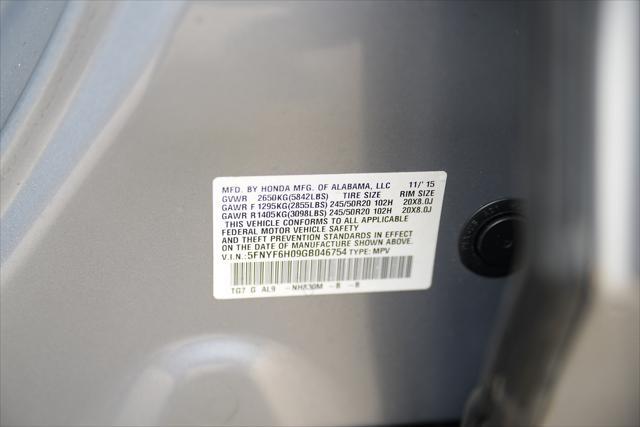 MFD. BY HONDA MFG. OF ALABAMA, LLC 11/'15
GVWR 2650KG(5842LBS) TIRE SIZE RIM SIZE
GAWR F1295KG(2855LBS) 245/50R20 102H 20X8.0J
GAWR R1405KG(3098LBS) 245/50R20 102H 20X8.0J
THIS VEHICLE CONFORMS TO ALL APPLICABLE
FEDERAL MOTOR VEHICLE SAFETY
AND THEFT PREVENTION STANDARDS IN EFFECT
ON THE DATE OF MANUFACTURE SHOWN ABOVE.
V.I.N.:5FNYF6H09GB046754 TYPE: MPV
TG7 G AL9 -NH830M -B -B